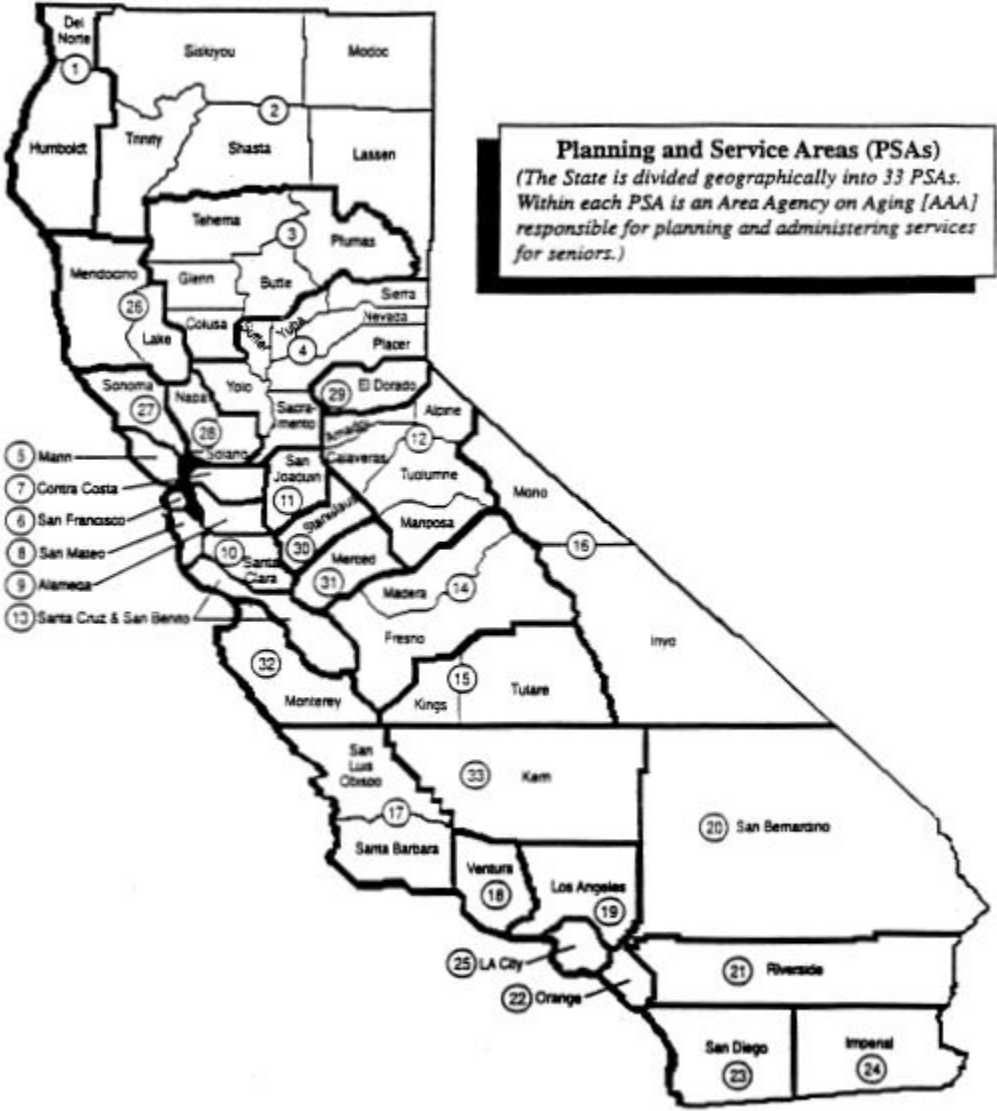 Del
Norte
1
Siskiyou
Modoc
2
Humboldt
Trinity
Shasta
Lassen
Planning and Service Areas (PSAs)
(The State is divided geographically into 33 PSAs.
Within each PSA is an Area Agency on Aging [AAA]
responsible for planning and administering services
for seniors.)
Tehema
3
Plumas
Mendocino
Glenn
Butte
26
Sierra
Colusa
Sutter
Yuba
Nevada
Lake
4
Placer
Sonoma
27
Napa
Yolo
29 El Dorado
Sacra-
mento
Alpine
28
Solano
Amador
12
Calaveras
5 Marin
San
Joaquin
11
Tuolumne
7 Contra Costa
Mono
6 San Francisco
Stanislaus
Mariposa
8 San Mateo
10
Santa
Clara
30
Merced
31
16
9 Alameda
Madera
14
13 Santa Cruz & San Benito
Fresno
Inyo
32
Monterey
15
Kings
Tulare
San
Luis
Obispo
33 Kern
17
20 San Bernardino
Santa Barbara
Ventura
18
Los Angeles
19
25 LA City
21 Riverside
22 Orange
San Diego
23
Imperial
24